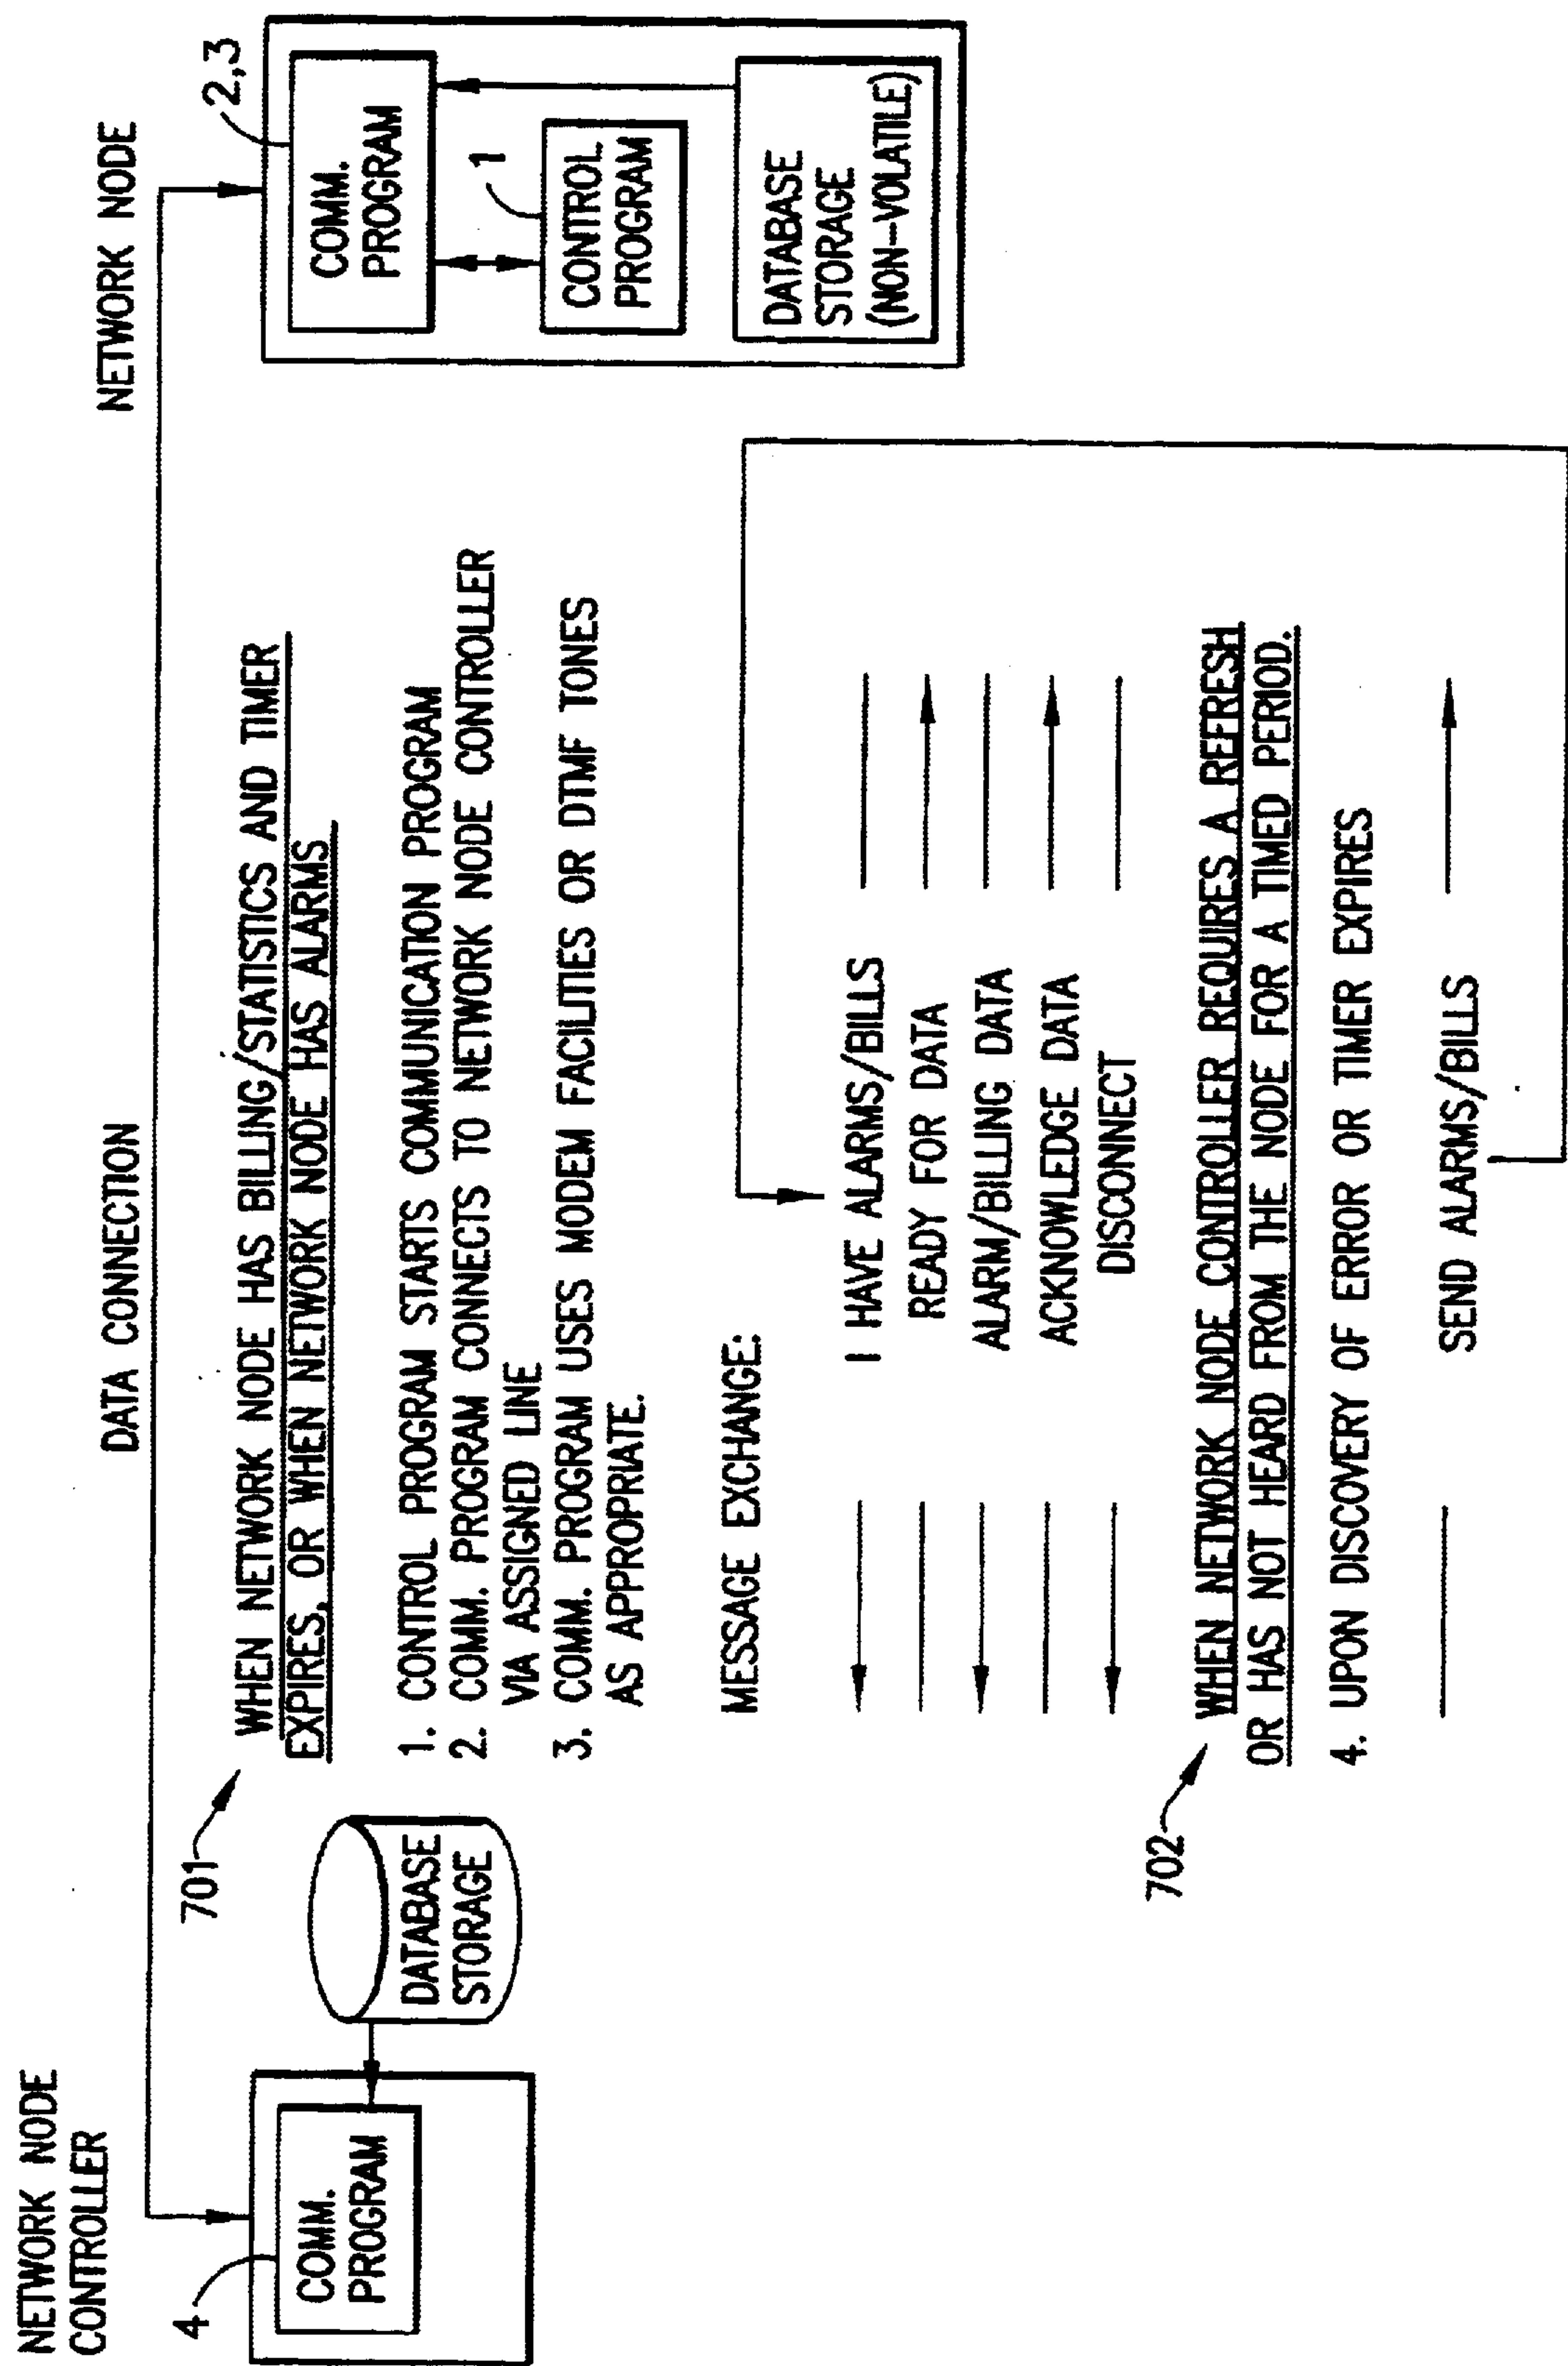 NETWORK NODE
CONTROLLER
DATA CONNECTION
NETWORK NODE
4
COMM.
PROGRAM
DATABASE
STORAGE
701
WHEN NETWORK NODE HAS BILLING/STATISTICS AND TIMER
EXPIRES, OR WHEN NETWORK NODE HAS ALARMS
1. CONTROL PROGRAM STARTS COMMUNICATION PROGRAM
2. COMM. PROGRAM CONNECTS TO NETWORK NODE CONTROLLER
VIA ASSIGNED LINE
3. COMM. PROGRAM USES MODEM FACILITIES OR DTMF TONES
AS APPROPRIATE.
2,3
COMM.
PROGRAM
1
CONTROL
PROGRAM
DATABASE
STORAGE
(NON-VOLATILE)
MESSAGE EXCHANGE:
I HAVE ALARMS/BILLS
READY FOR DATA
ALARM/BILLING DATA
ACKNOWLEDGE DATA
DISCONNECT
702
WHEN NETWORK NODE CONTROLLER REQUIRES A REFRESH
OR HAS NOT HEARD FROM THE NODE FOR A TIMED PERIOD.
4. UPON DISCOVERY OF ERROR OR TIMER EXPIRES
SEND ALARMS/BILLS